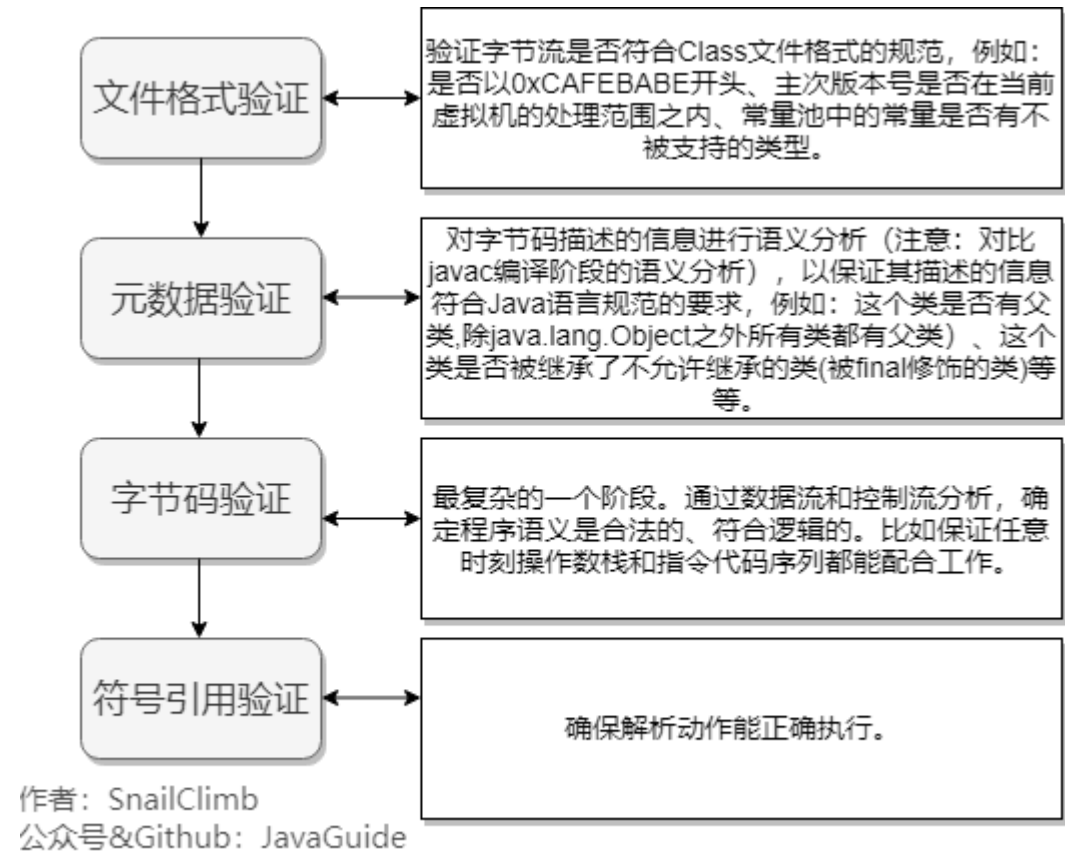 文件格式验证
验证字节流是否符合Class文件格式的规范，例如：
是否以0xCAFEBABE开头、主次版本号是否在当前
虚拟机的处理范围之内、常量池中的常量是否有不
被支持的类型。
元数据验证
对字节码描述的信息进行语义分析（注意：对比
javac编译阶段的语义分析），以保证其描述的信息
符合Java语言规范的要求，例如：这个类是否有父
类,除java.lang.Object之外所有类都有父类）、这个
类是否被继承了不允许继承的类(被final修饰的类)等
等。
字节码验证
最复杂的一个阶段。通过数据流和控制流分析，确
定程序语义是合法的、符合逻辑的。比如保证任意
时刻操作数栈和指令代码序列都能配合工作。
符号引用验证
确保解析动作能正确执行。
作者：SnailClimb
公众号&Github：JavaGuide